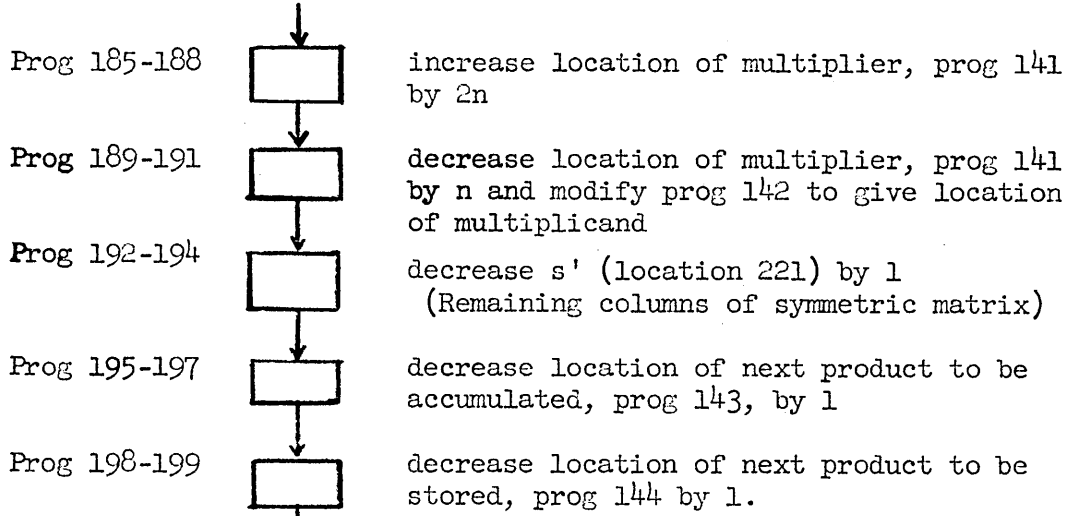 Prog 185-188
increase location of multiplier, prog 141
by 2n
Prog 189-191
decrease location of multiplier, prog 141
by n and modify prog 142 to give location
of multiplicand
Prog 192-194
decrease s' (location 221) by 1
(Remaining columns of symmetric matrix)
Prog 195-197
decrease location of next product to be
accumulated, prog 143, by 1
Prog 198-199
decrease location of next product to be
stored, prog 144 by 1.